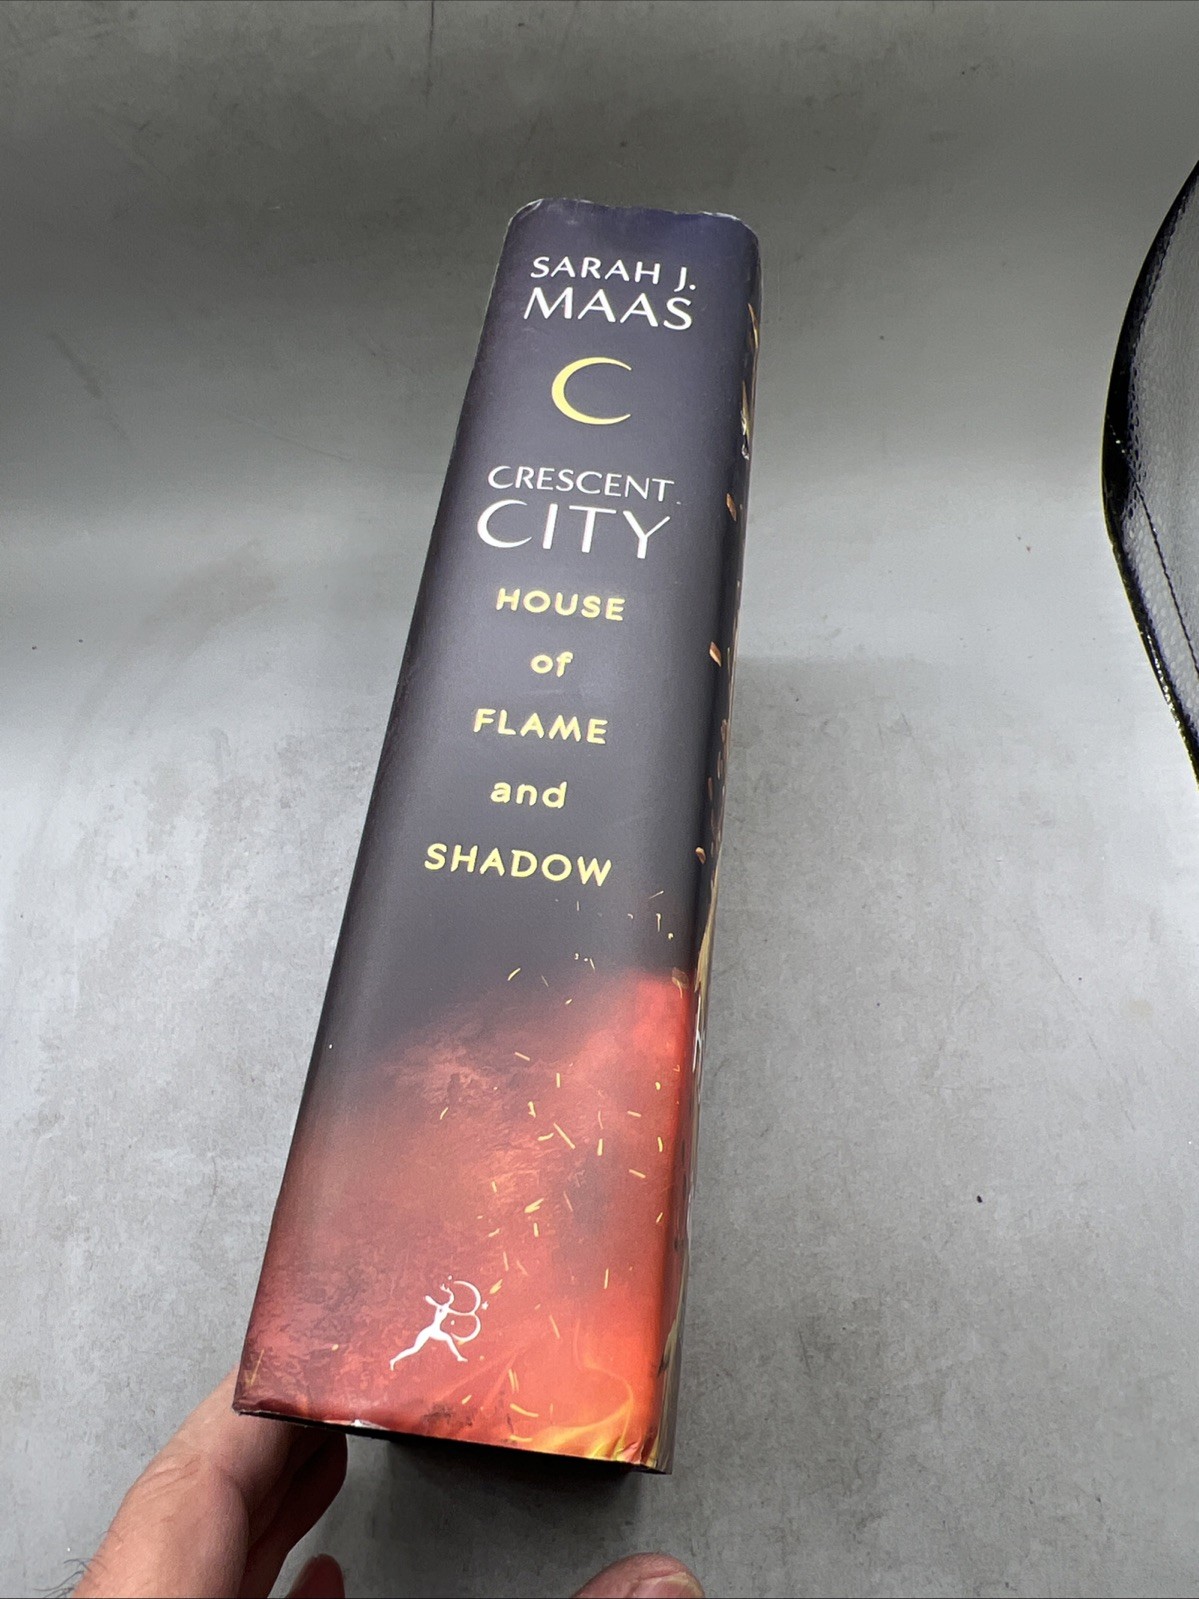 SARAH J.
MAAS
CRESCENT
CITY
HOUSE
of
FLAME
and
SHADOW